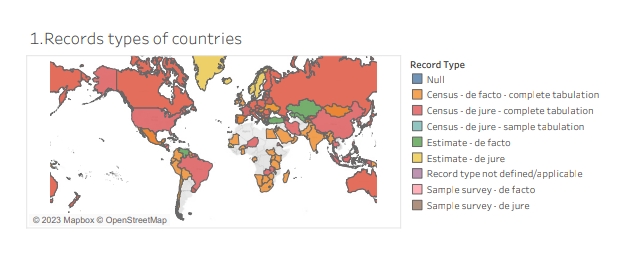 1.Records types of countries
Record Type
Null
Census - de facto - complete tabulation
Census - de jure - complete tabulation
Census - de jure - sample tabulation
Estimate - de facto
Estimate - de jure
Record type not defined/applicable
Sample survey - de facto
Sample survey - de jure
© 2023 Mapbox © OpenStreetMap